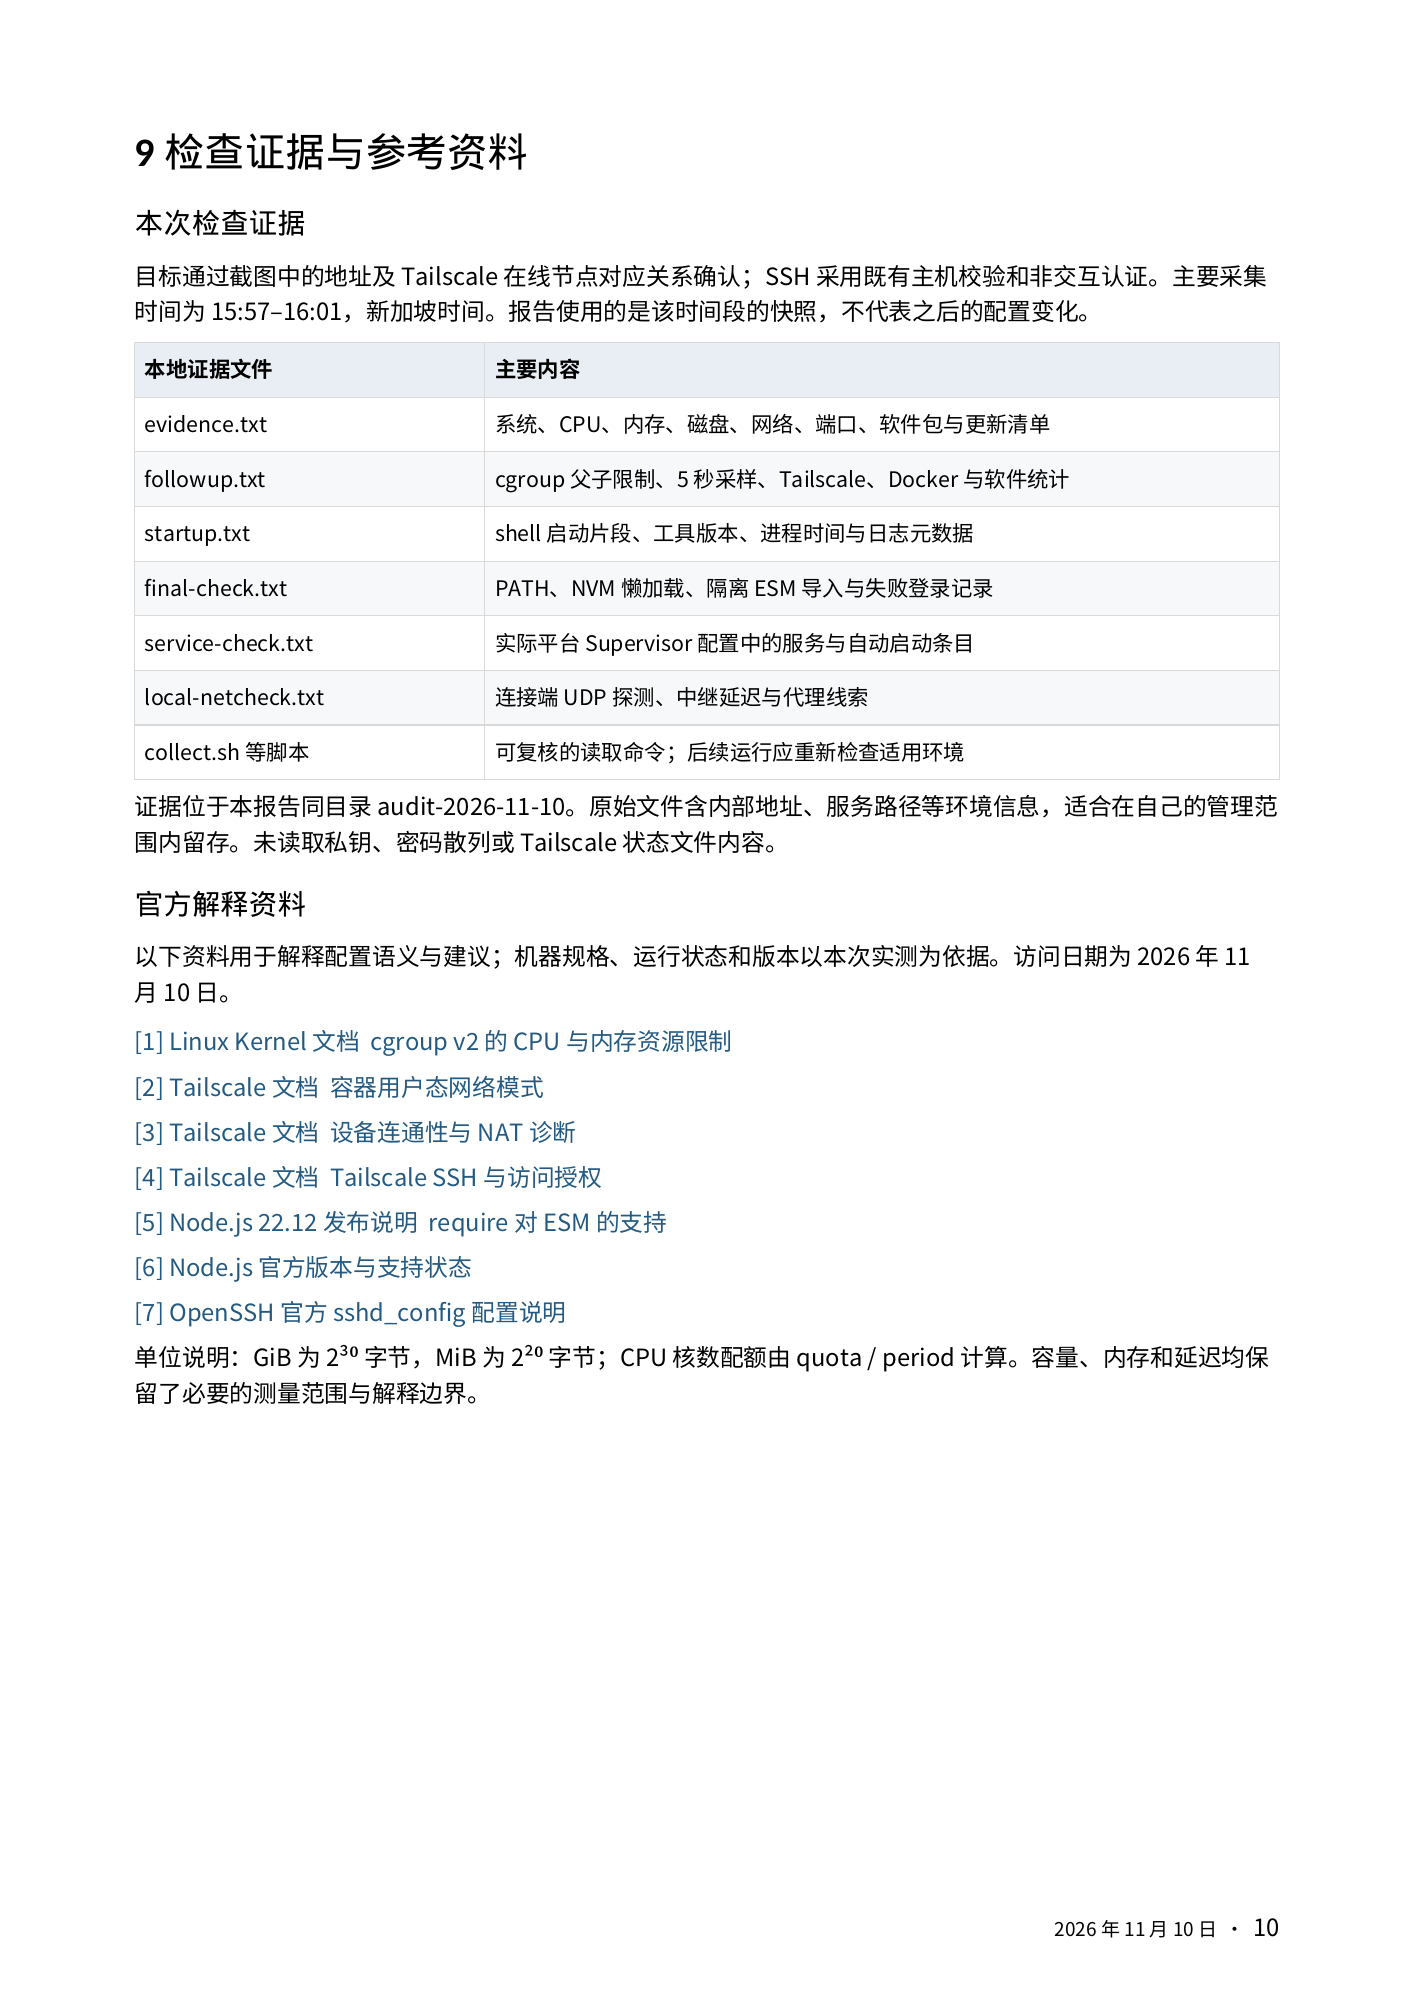 9 检查证据与参考资料
本次检查证据
目标通过截图中的地址及 Tailscale 在线节点对应关系确认；SSH 采用既有主机校验和非交互认证。主要采集
时间为 15:57–16:01，新加坡时间。报告使用的是该时间段的快照，不代表之后的配置变化。
本地证据文件 主要内容
evidence.txt 系统、CPU、内存、磁盘、网络、端口、软件包与更新清单
followup.txt cgroup 父子限制、5 秒采样、Tailscale、Docker 与软件统计
startup.txt shell 启动片段、工具版本、进程时间与日志元数据
final-check.txt PATH、NVM 懒加载、隔离 ESM 导入与失败登录记录
service-check.txt 实际平台 Supervisor 配置中的服务与自动启动条目
local-netcheck.txt 连接端 UDP 探测、中继延迟与代理线索
collect.sh 等脚本 可复核的读取命令；后续运行应重新检查适用环境
证据位于本报告同目录 audit-2026-11-10。原始文件含内部地址、服务路径等环境信息，适合在自己的管理范
围内留存。未读取私钥、密码散列或 Tailscale 状态文件内容。
官方解释资料
以下资料用于解释配置语义与建议；机器规格、运行状态和版本以本次实测为依据。访问日期为 2026 年 11
月 10 日。
[1] Linux Kernel 文档 cgroup v2 的 CPU 与内存资源限制
[2] Tailscale 文档 容器用户态网络模式
[3] Tailscale 文档 设备连通性与 NAT 诊断
[4] Tailscale 文档 Tailscale SSH 与访问授权
[5] Node.js 22.12 发布说明 require 对 ESM 的支持
[6] Node.js 官方版本与支持状态
[7] OpenSSH 官方 sshd_config 配置说明
单位说明：GiB 为 2³⁰ 字节，MiB 为 2²⁰ 字节；CPU 核数配额由 quota / period 计算。容量、内存和延迟均保
留了必要的测量范围与解释边界。
2026 年 11 月 10 日 · 10